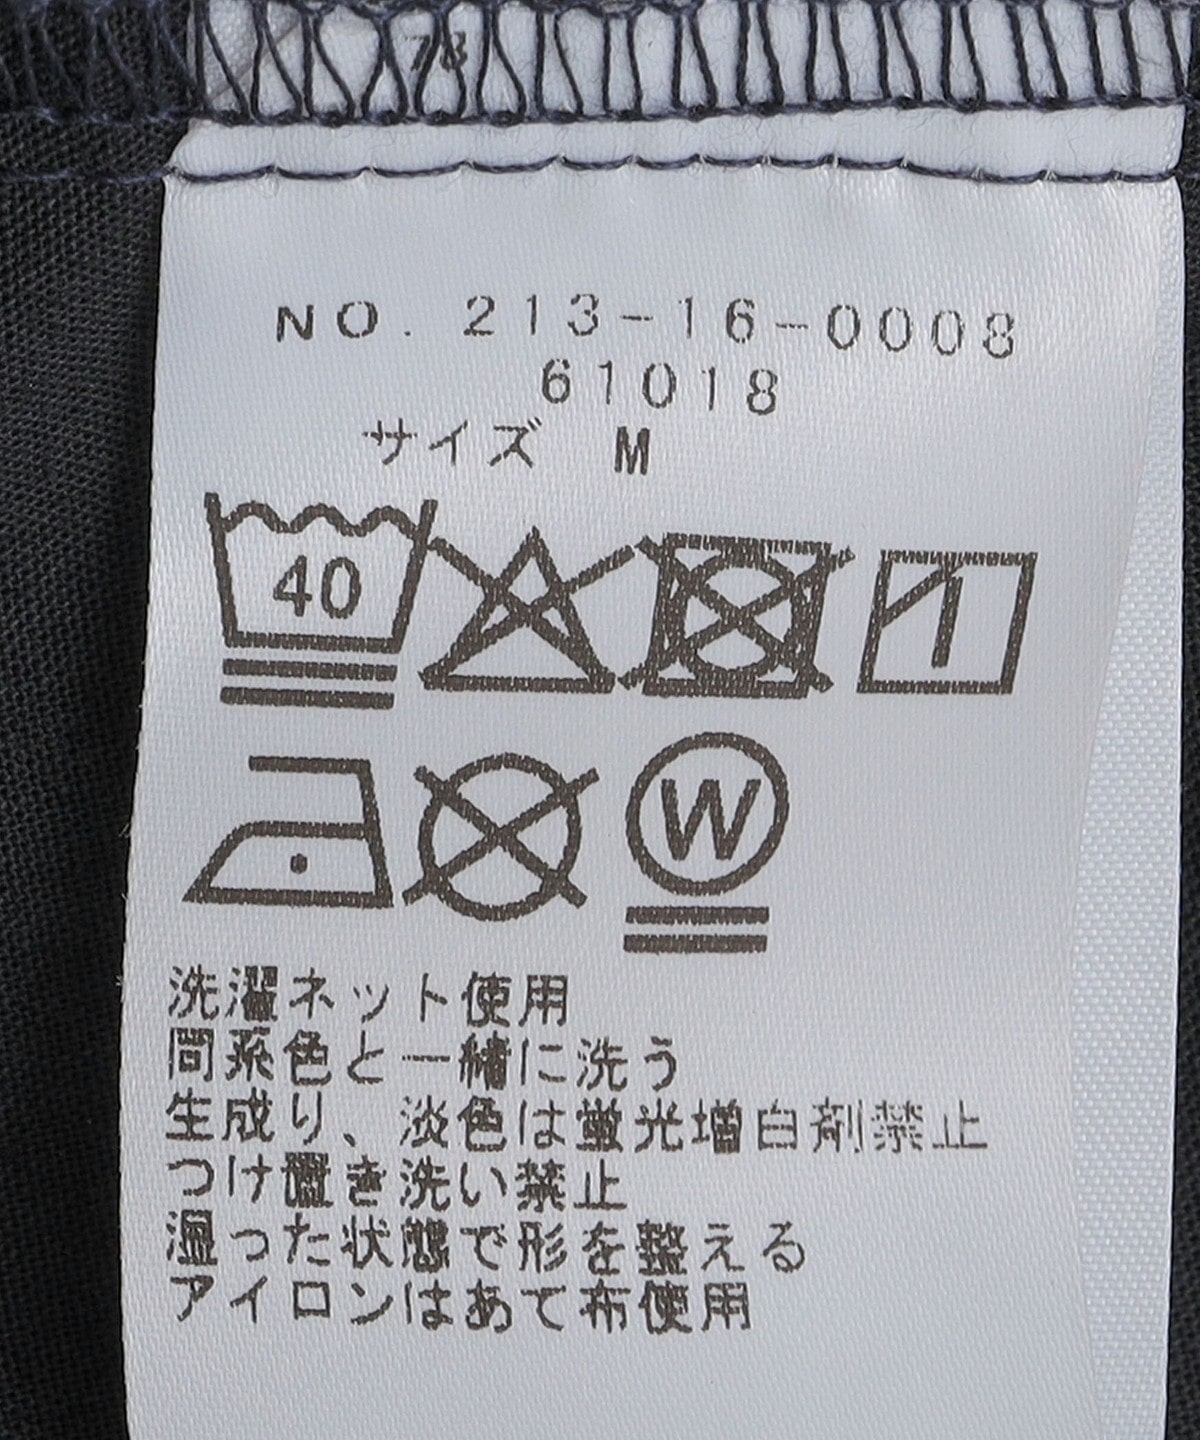 78
NO. 213-16-0008
61018
サイズ M
40
W
洗濯ネット使用
同系色と一緒に洗う
生成り、淡色は蛍光増白剤禁止
つけ置き洗い禁止
湿った状態で形を整える
アイロンはあて布使用